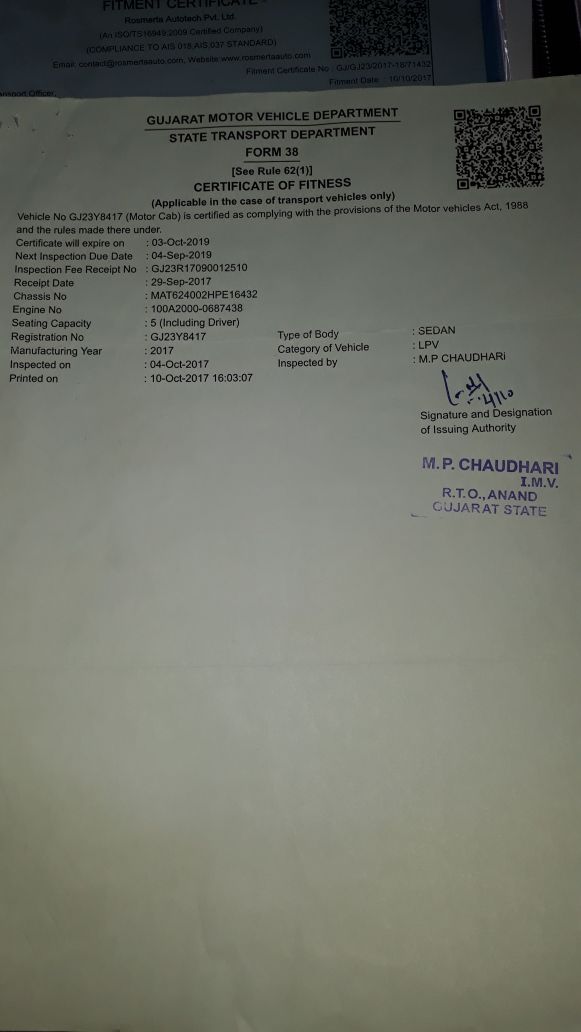 FITMENT CERTIFICATE
Rosmerta Autotech Pvt. Ltd.
(An ISO/TS16949:2009 Certified Company)
(COMPLIANCE TO AIS 018,AIS 037 STANDARD)
Email: contact@rosmertaauto.com, Website:www.rosmertaauto.com
Fitment Certificate No : GJ/GJ23/2017-18/71432
Fitment Date : 10/10/2017
Officer,
GUJARAT MOTOR VEHICLE DEPARTMENT
STATE TRANSPORT DEPARTMENT
FORM 38
[See Rule 62(1)]
CERTIFICATE OF FITNESS
(Applicable in the case of transport vehicles only)
Vehicle No GJ23Y8417 (Motor Cab) is certified as complying with the provisions of the Motor vehicles Act, 1988
and the rules made there under.
Certificate will expire on : 03-Oct-2019
Next Inspection Due Date : 04-Sep-2019
Inspection Fee Receipt No : GJ23R17090012510
Receipt Date : 29-Sep-2017
Chassis No : MAT624002HPE16432
Engine No : 100A2000-0687438
Seating Capacity : 5 (Including Driver)
Registration No : GJ23Y8417 Type of Body : SEDAN
Manufacturing Year : 2017 Category of Vehicle : LPV
Inspected on : 04-Oct-2017 Inspected by : M.P CHAUDHARI
Printed on : 10-Oct-2017 16:03:07
Signature and Designation
of Issuing Authority
M.P. CHAUDHARI
I.M.V.
R.T.O.,ANAND
GUJARAT STATE